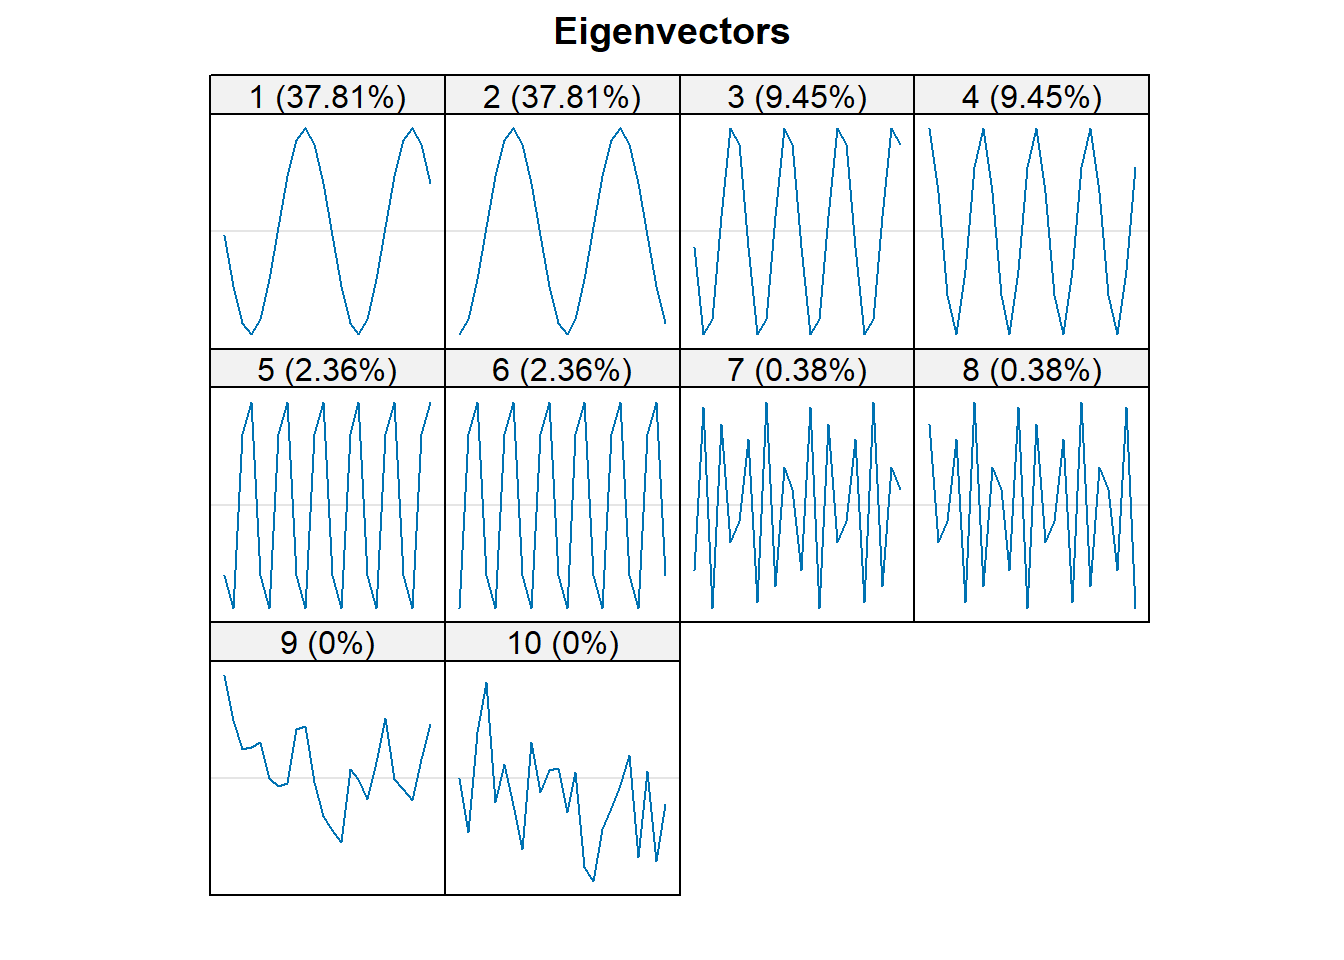 Eigenvectors
1 (37.81%) 2 (37.81%) 3 (9.45%) 4 (9.45%)
5 (2.36%) 6 (2.36%) 7 (0.38%) 8 (0.38%)
9 (0%) 10 (0%)